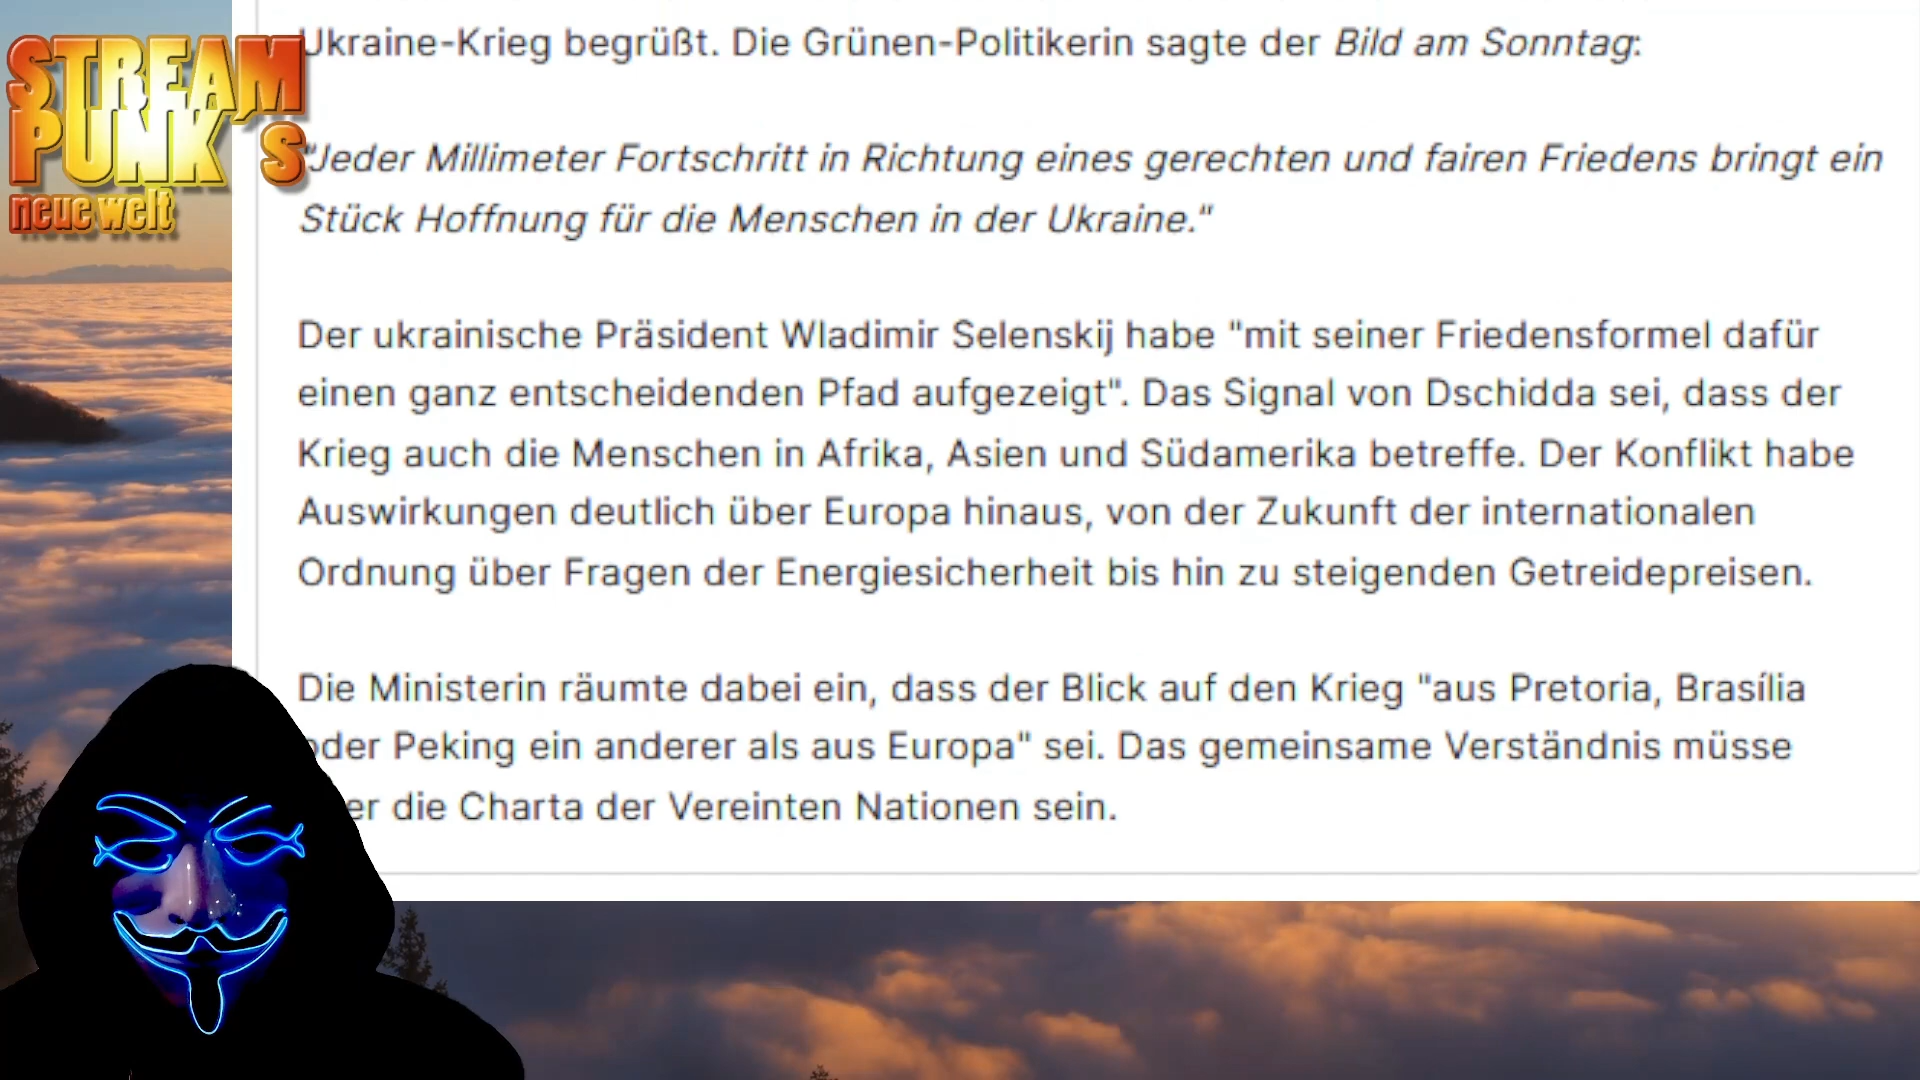 STREAM
PUNK´S
neue welt
Ukraine-Krieg begrüßt. Die Grünen-Politikerin sagte der Bild am Sonntag:
"Jeder Millimeter Fortschritt in Richtung eines gerechten und fairen Friedens bringt ein
Stück Hoffnung für die Menschen in der Ukraine."
Der ukrainische Präsident Wladimir Selenskij habe "mit seiner Friedensformel dafür
einen ganz entscheidenden Pfad aufgezeigt". Das Signal von Dschidda sei, dass der
Krieg auch die Menschen in Afrika, Asien und Südamerika betreffe. Der Konflikt habe
Auswirkungen deutlich über Europa hinaus, von der Zukunft der internationalen
Ordnung über Fragen der Energiesicherheit bis hin zu steigenden Getreidepreisen.
Die Ministerin räumte dabei ein, dass der Blick auf den Krieg "aus Pretoria, Brasília
oder Peking ein anderer als aus Europa" sei. Das gemeinsame Verständnis müsse
die Charta der Vereinten Nationen sein.